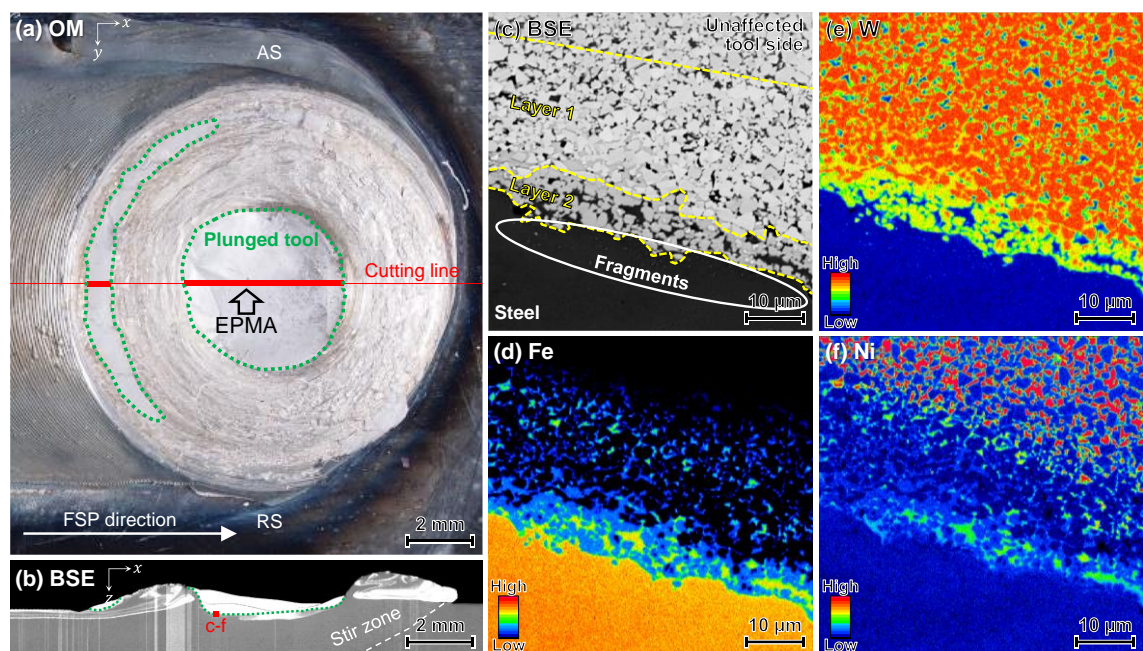 (a) OM
x
y
AS
Plunged tool
Cutting line
EPMA
FSP direction
RS
2 mm
(b) BSE
x
z
c-f
Stir zone
2 mm
(c) BSE
Unaffected
tool side
Layer 1
Layer 2
Fragments
Steel
10 μm
(d) Fe
High
Low
10 μm
(e) W
High
Low
10 μm
(f) Ni
High
Low
10 μm